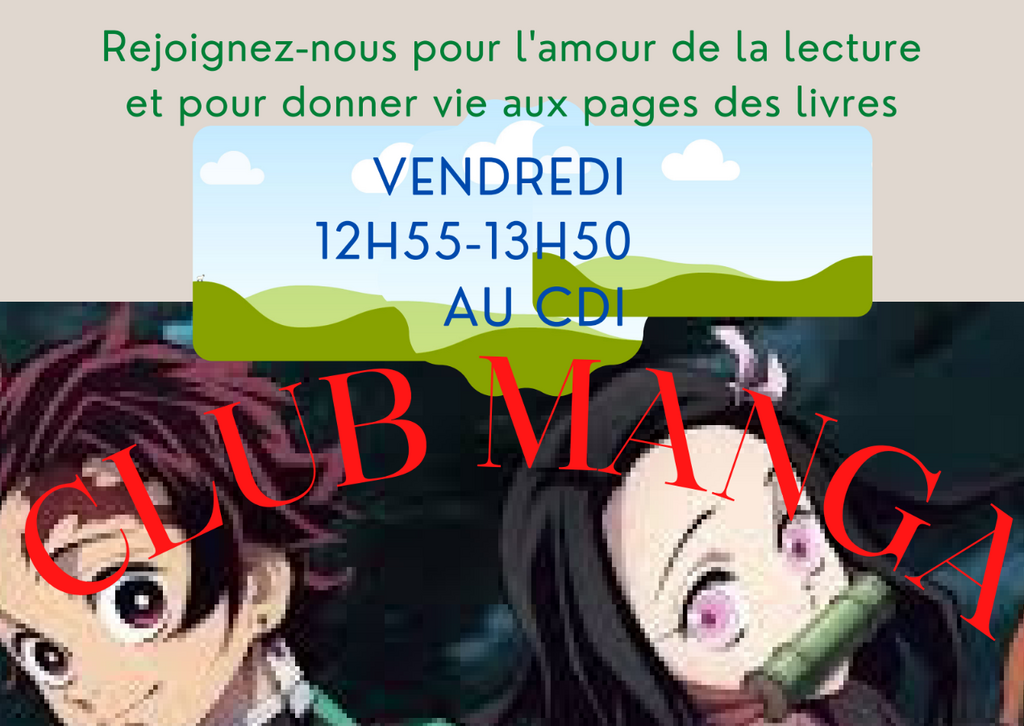 Rejoignez-nous pour l'amour de la lecture
et pour donner vie aux pages des livres
VENDREDI
12H55-13H50
AU CDI
CLUB MANGA